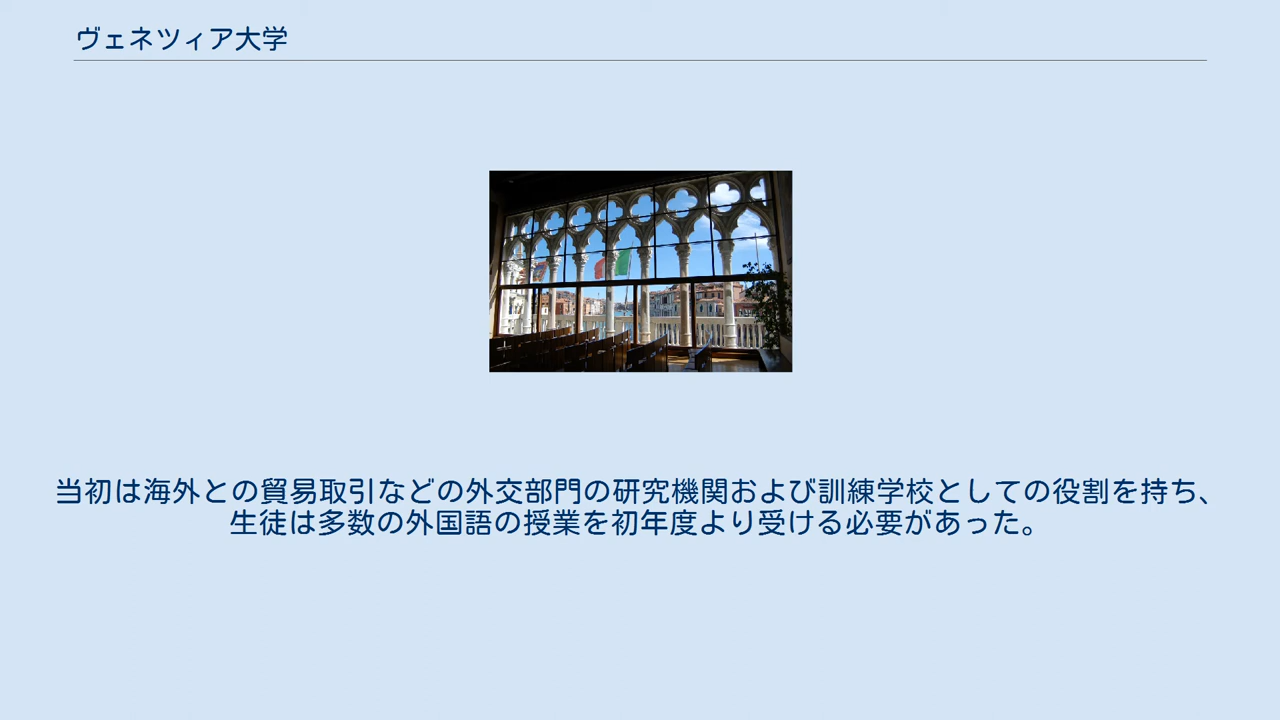 ヴェネツィア大学
当初は海外との貿易取引などの外交部門の研究機関および訓練学校としての役割を持ち、
生徒は多数の外国語の授業を初年度より受ける必要があった。